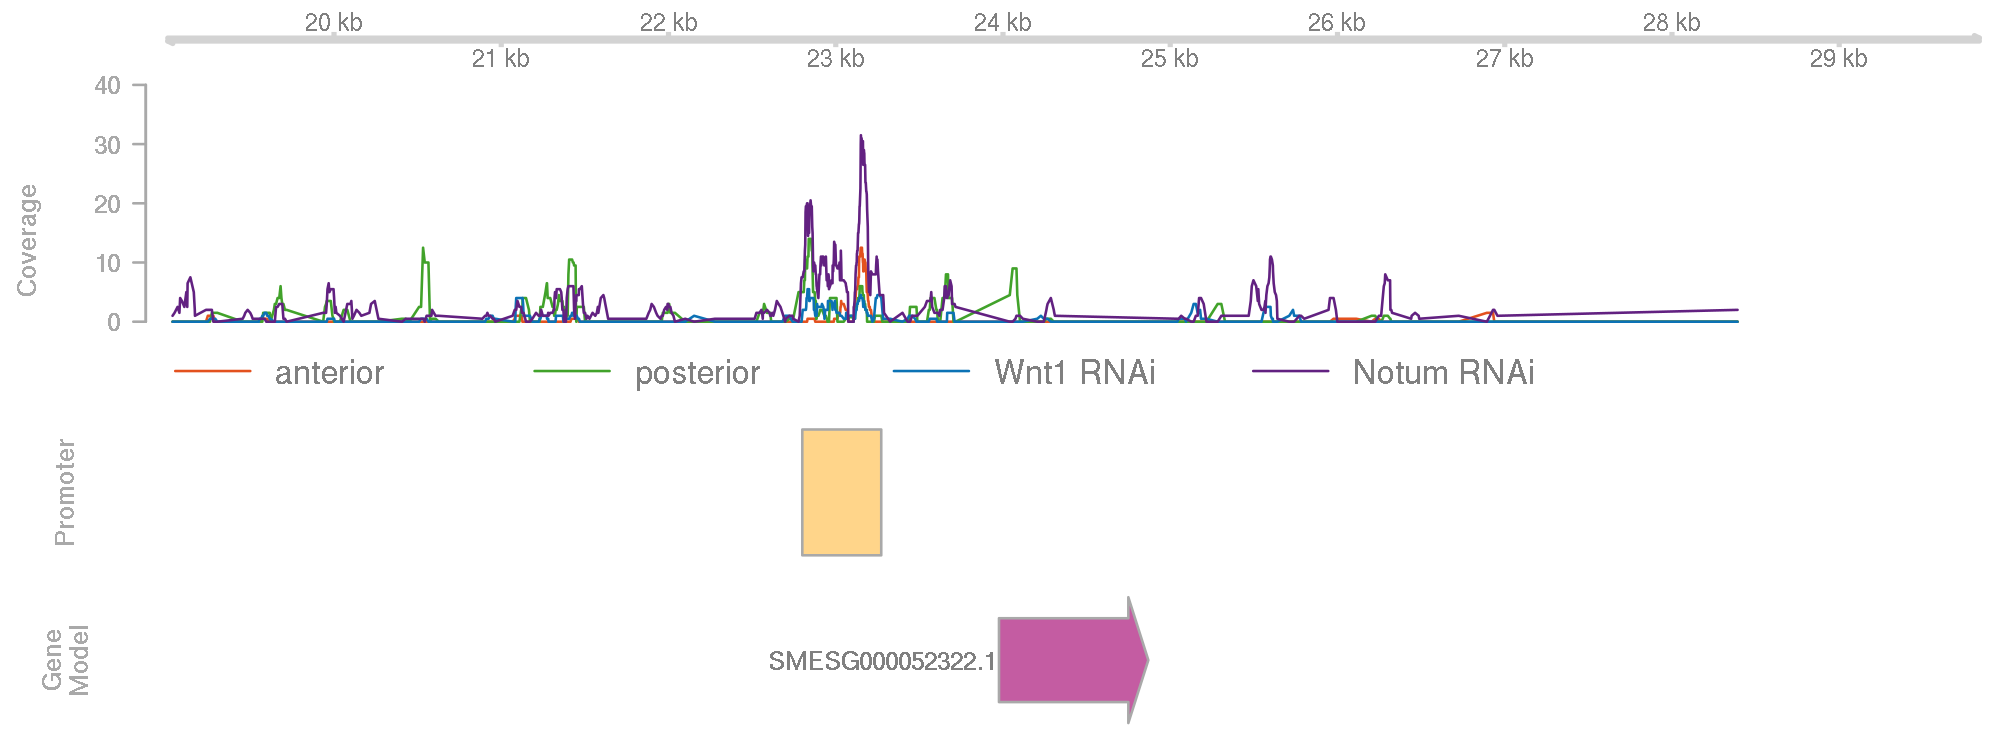 20 kb 22 kb 24 kb 26 kb 28 kb
21 kb 23 kb 25 kb 27 kb 29 kb
40
30
20
10
0
Coverage
anterior posterior Wnt1 RNAi Notum RNAi
Promoter
Gene
Model
SMESG000052322.1